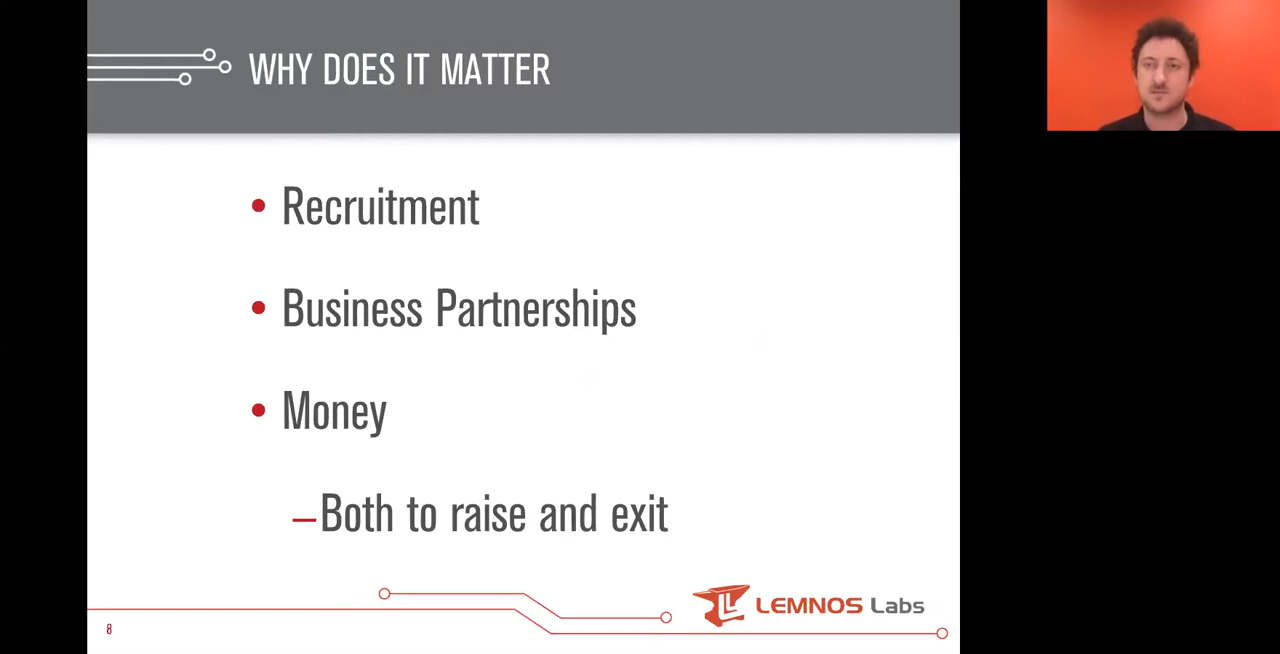 WHY DOES IT MATTER
• Recruitment
• Business Partnerships
• Money
–Both to raise and exit
LEMNOS Labs
8